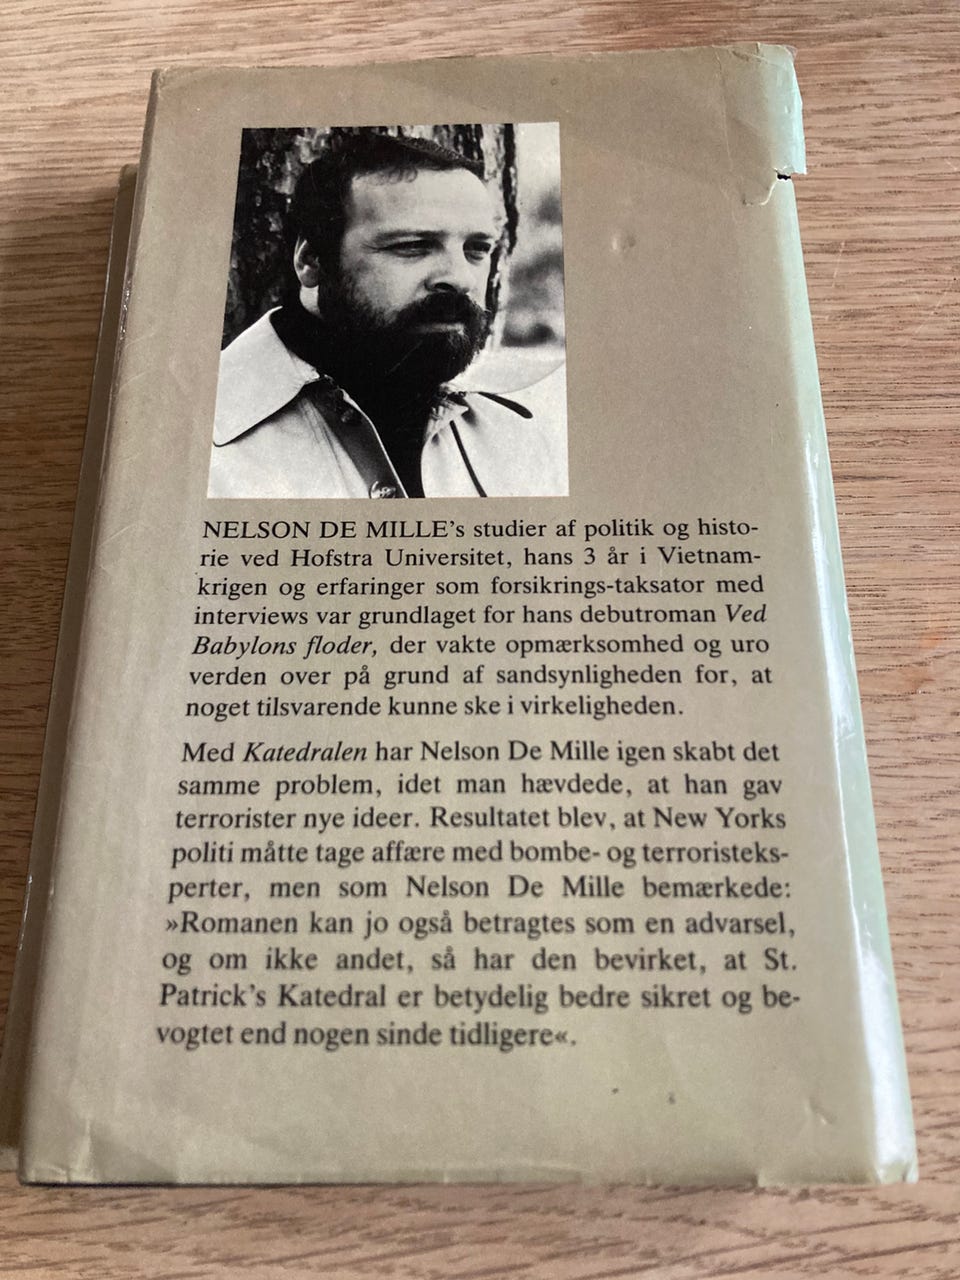 NELSON DE MILLE's studier af politik og histo-
rie ved Hofstra Universitet, hans 3 år i Vietnam-
krigen og erfaringer som forsikrings-taksator med
interviews var grundlaget for hans debutroman Ved
Babylons floder, der vakte opmærksomhed og uro
verden over på grund af sandsynligheden for, at
noget tilsvarende kunne ske i virkeligheden.
Med Katedralen har Nelson De Mille igen skabt det
samme problem, idet man hævdede, at han gav
terrorister nye ideer. Resultatet blev, at New Yorks
politi måtte tage affære med bombe- og terroristeks-
perter, men som Nelson De Mille bemærkede:
»Romanen kan jo også betragtes som en advarsel,
og om ikke andet, så har den bevirket, at St.
Patrick's Katedral er betydelig bedre sikret og be-
vogtet end nogen sinde tidligere«.